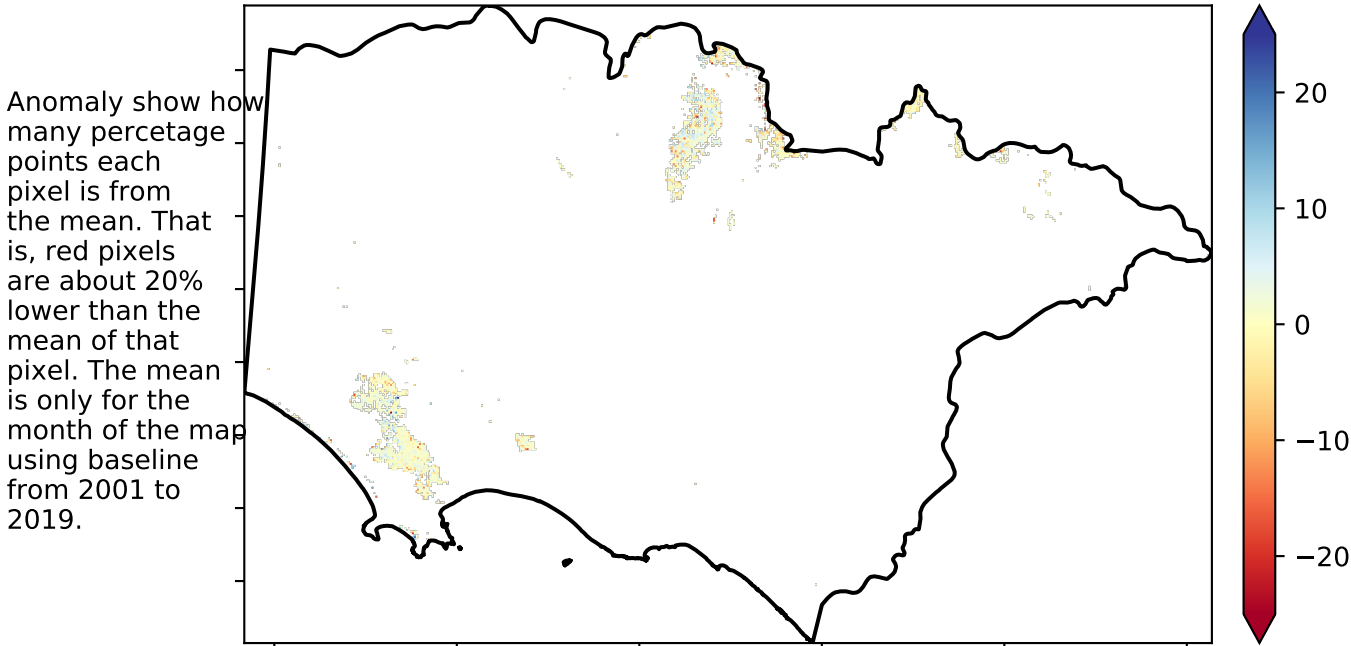 Anomaly show how
many percetage
points each
pixel is from
the mean. That
is, red pixels
are about 20%
lower than the
mean of that
pixel. The mean
is only for the
month of the map
using baseline
from 2001 to
2019.
20
10
0
−10
−20